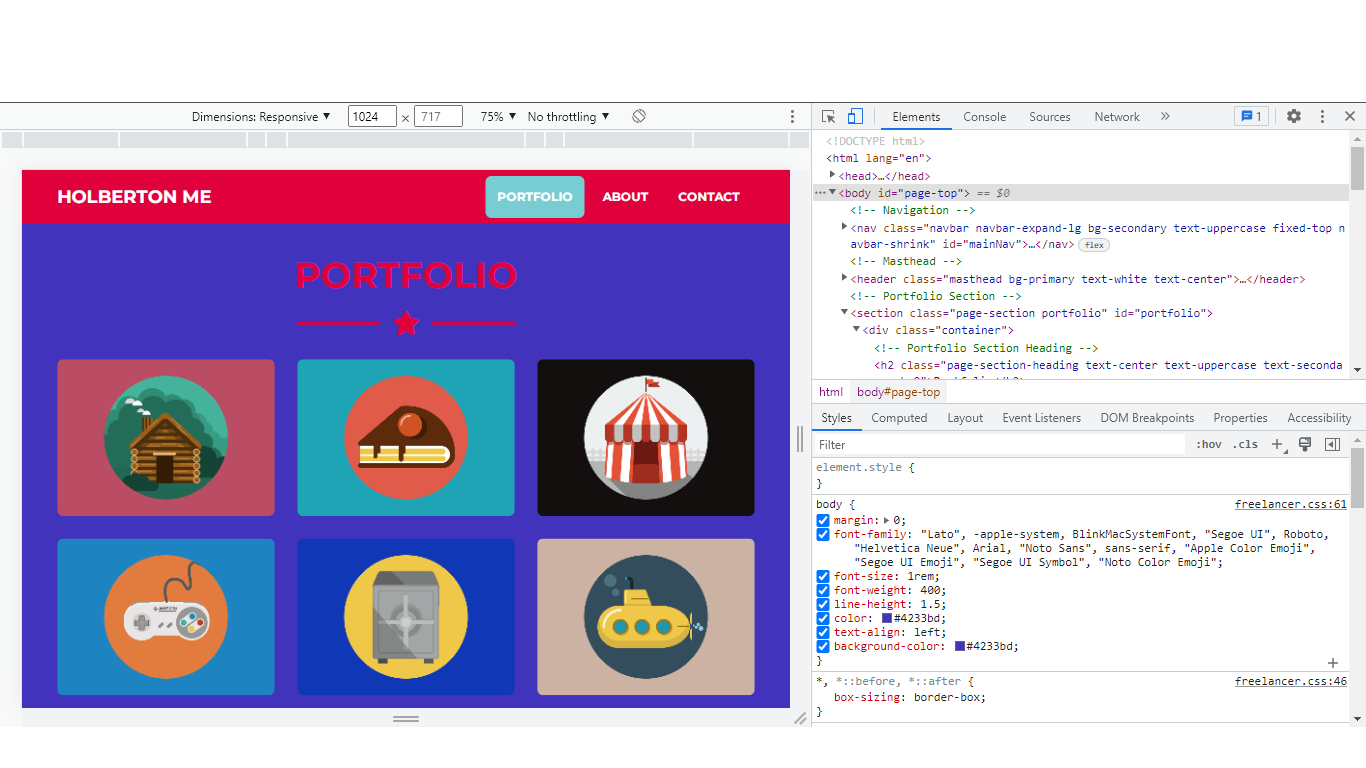 Dimensions: Responsive ▼ 1024 × 717 75% ▼ No throttling ▼
HOLBERTON ME PORTFOLIO ABOUT CONTACT
PORTFOLIO
Elements Console Sources Network » 1
<!DOCTYPE html>
<html lang="en">
<head>…</head>
<body id="page-top"> == $0
<!-- Navigation -->
<nav class="navbar navbar-expand-lg bg-secondary text-uppercase fixed-top n
avbar-shrink" id="mainNav">…</nav> flex
<!-- Masthead -->
<header class="masthead bg-primary text-white text-center">…</header>
<!-- Portfolio Section -->
<section class="page-section portfolio" id="portfolio">
<div class="container">
<!-- Portfolio Section Heading -->
<h2 class="page-section-heading text-center text-uppercase text-seconda
html body#page-top
Styles Computed Layout Event Listeners DOM Breakpoints Properties Accessibility
Filter :hov .cls +
element.style {
}
body { freelancer.css:61
margin: 0;
font-family: "Lato", -apple-system, BlinkMacSystemFont, "Segoe UI", Roboto,
"Helvetica Neue", Arial, "Noto Sans", sans-serif, "Apple Color Emoji",
"Segoe UI Emoji", "Segoe UI Symbol", "Noto Color Emoji";
font-size: 1rem;
font-weight: 400;
line-height: 1.5;
color: #4233bd;
text-align: left;
background-color: #4233bd;
}
*, *::before, *::after { freelancer.css:46
box-sizing: border-box;
}